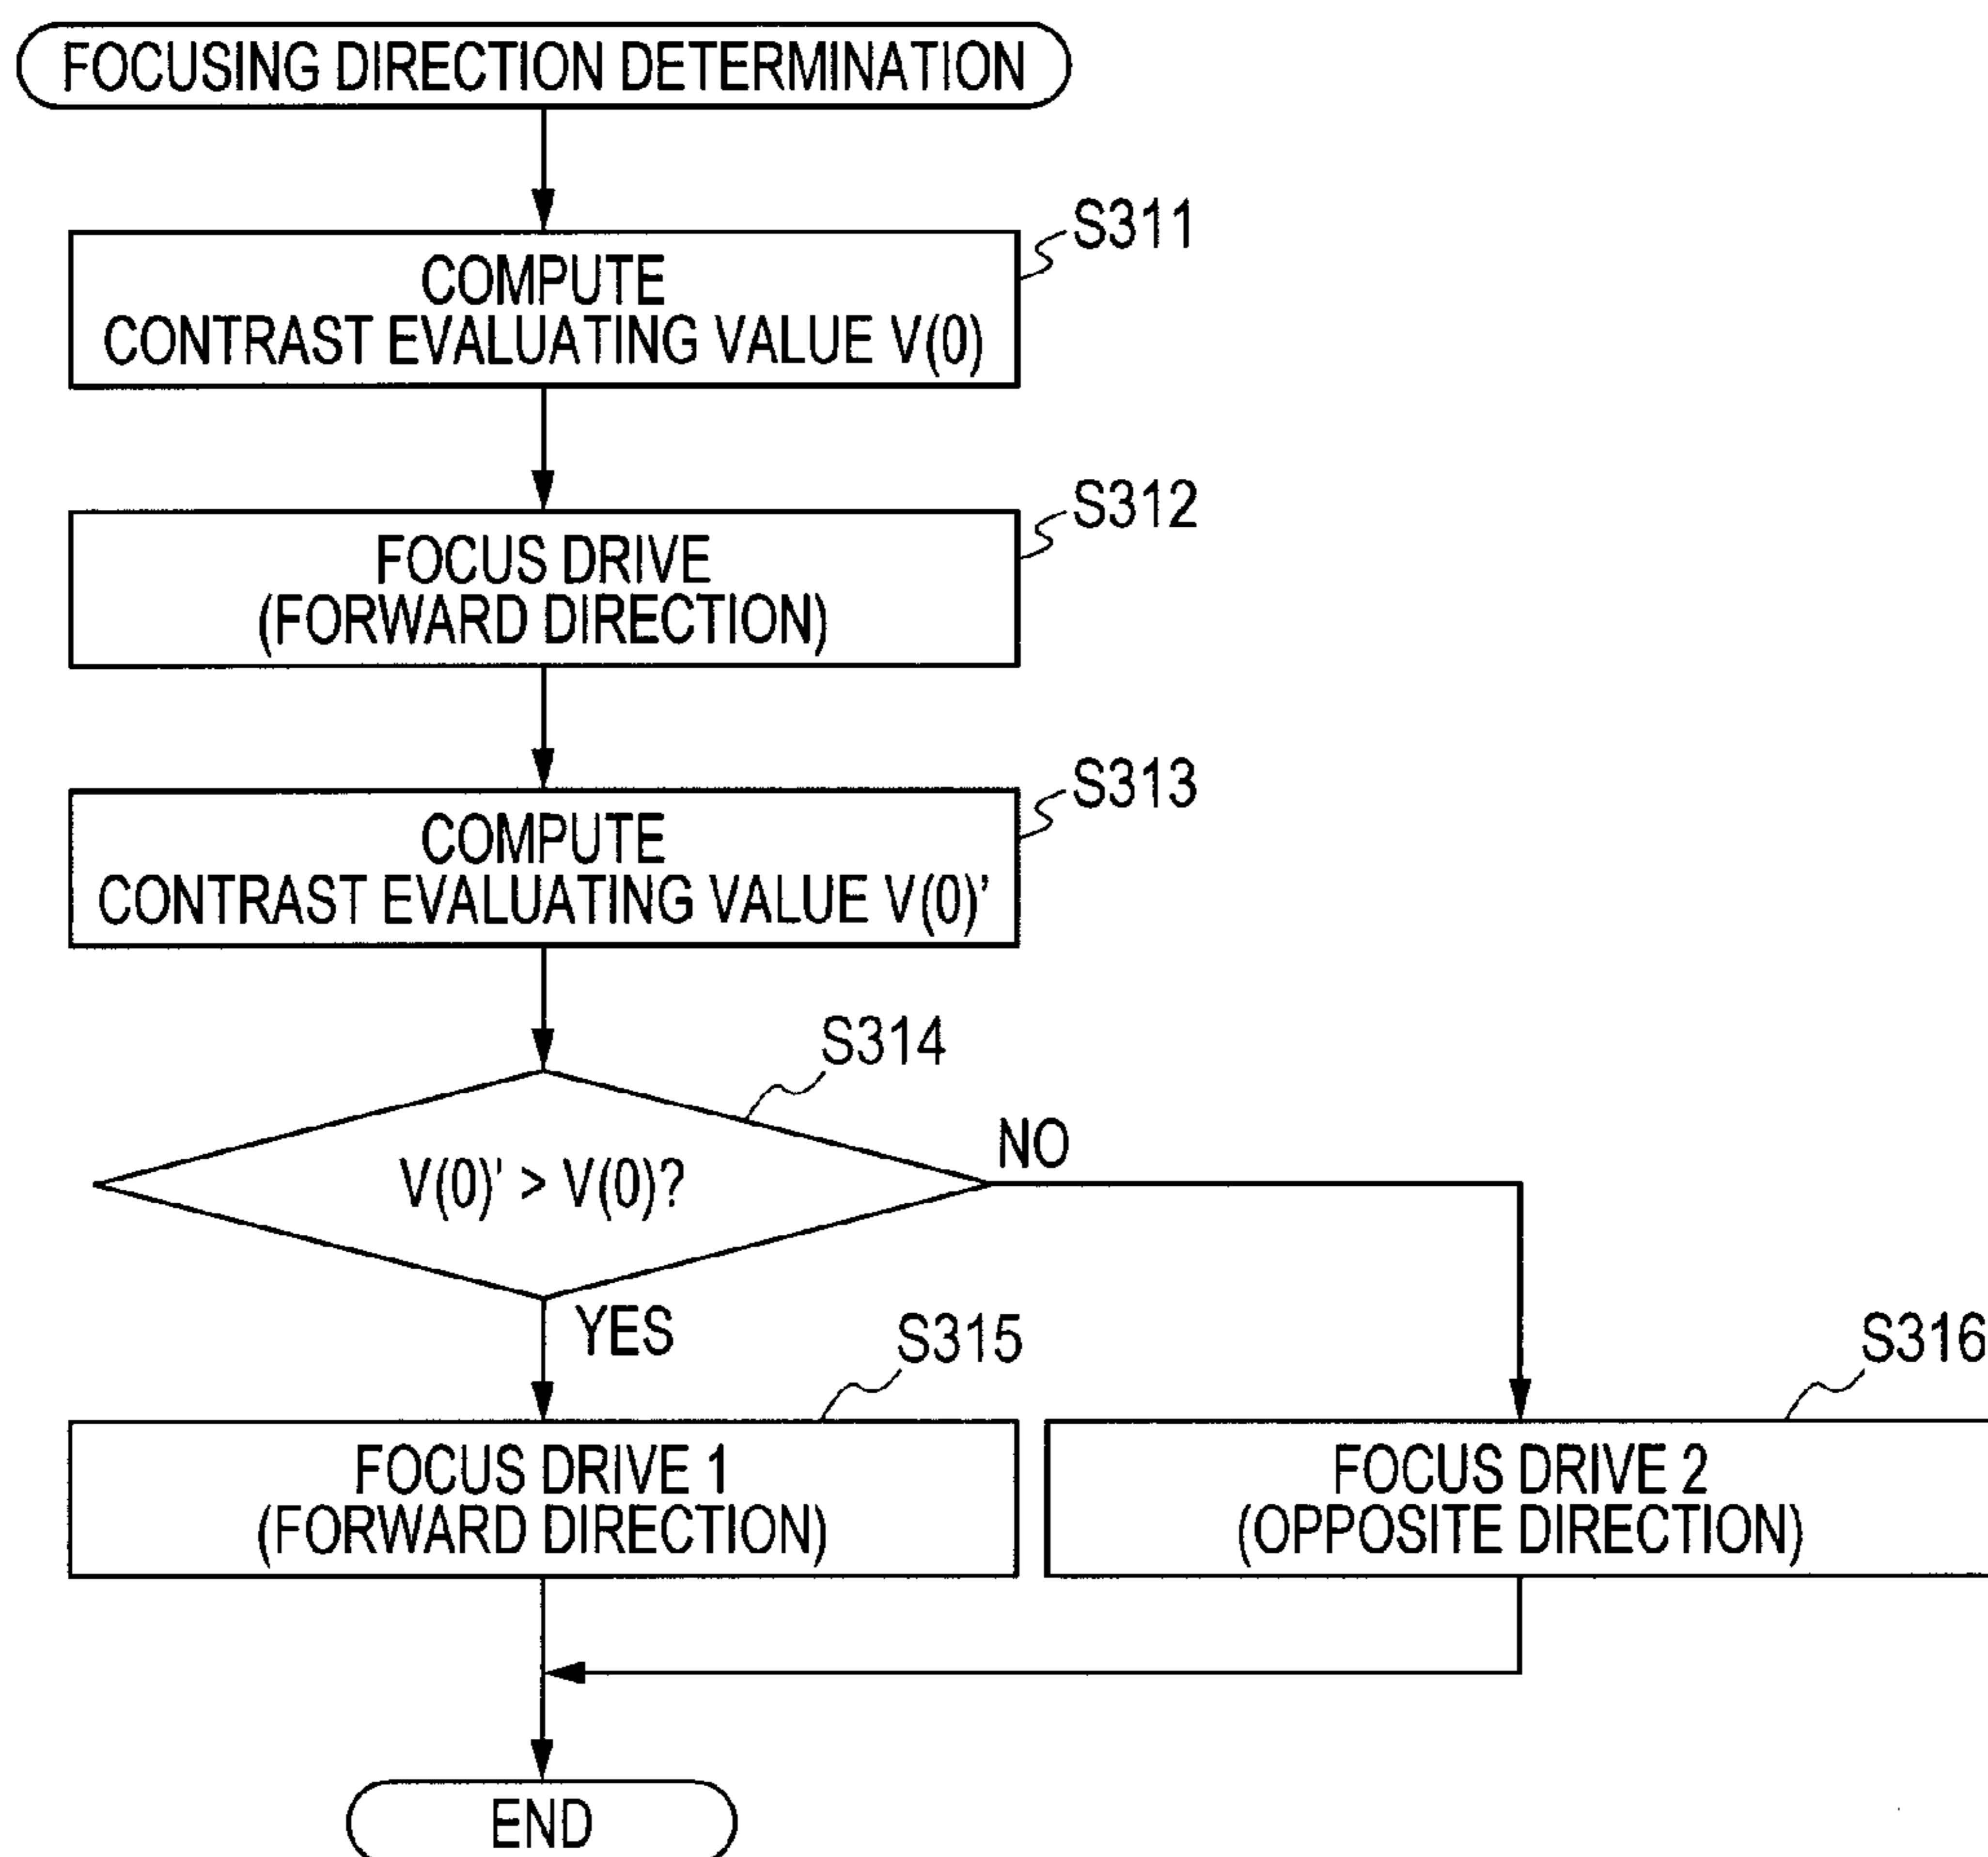 FOCUSING DIRECTION DETERMINATION
S311
COMPUTE
CONTRAST EVALUATING VALUE V(0)
S312
FOCUS DRIVE
(FORWARD DIRECTION)
S313
COMPUTE
CONTRAST EVALUATING VALUE V(0)'
S314
V(0)' > V(0)?
NO
YES
S315
FOCUS DRIVE 1
(FORWARD DIRECTION)
S316
FOCUS DRIVE 2
(OPPOSITE DIRECTION)
END